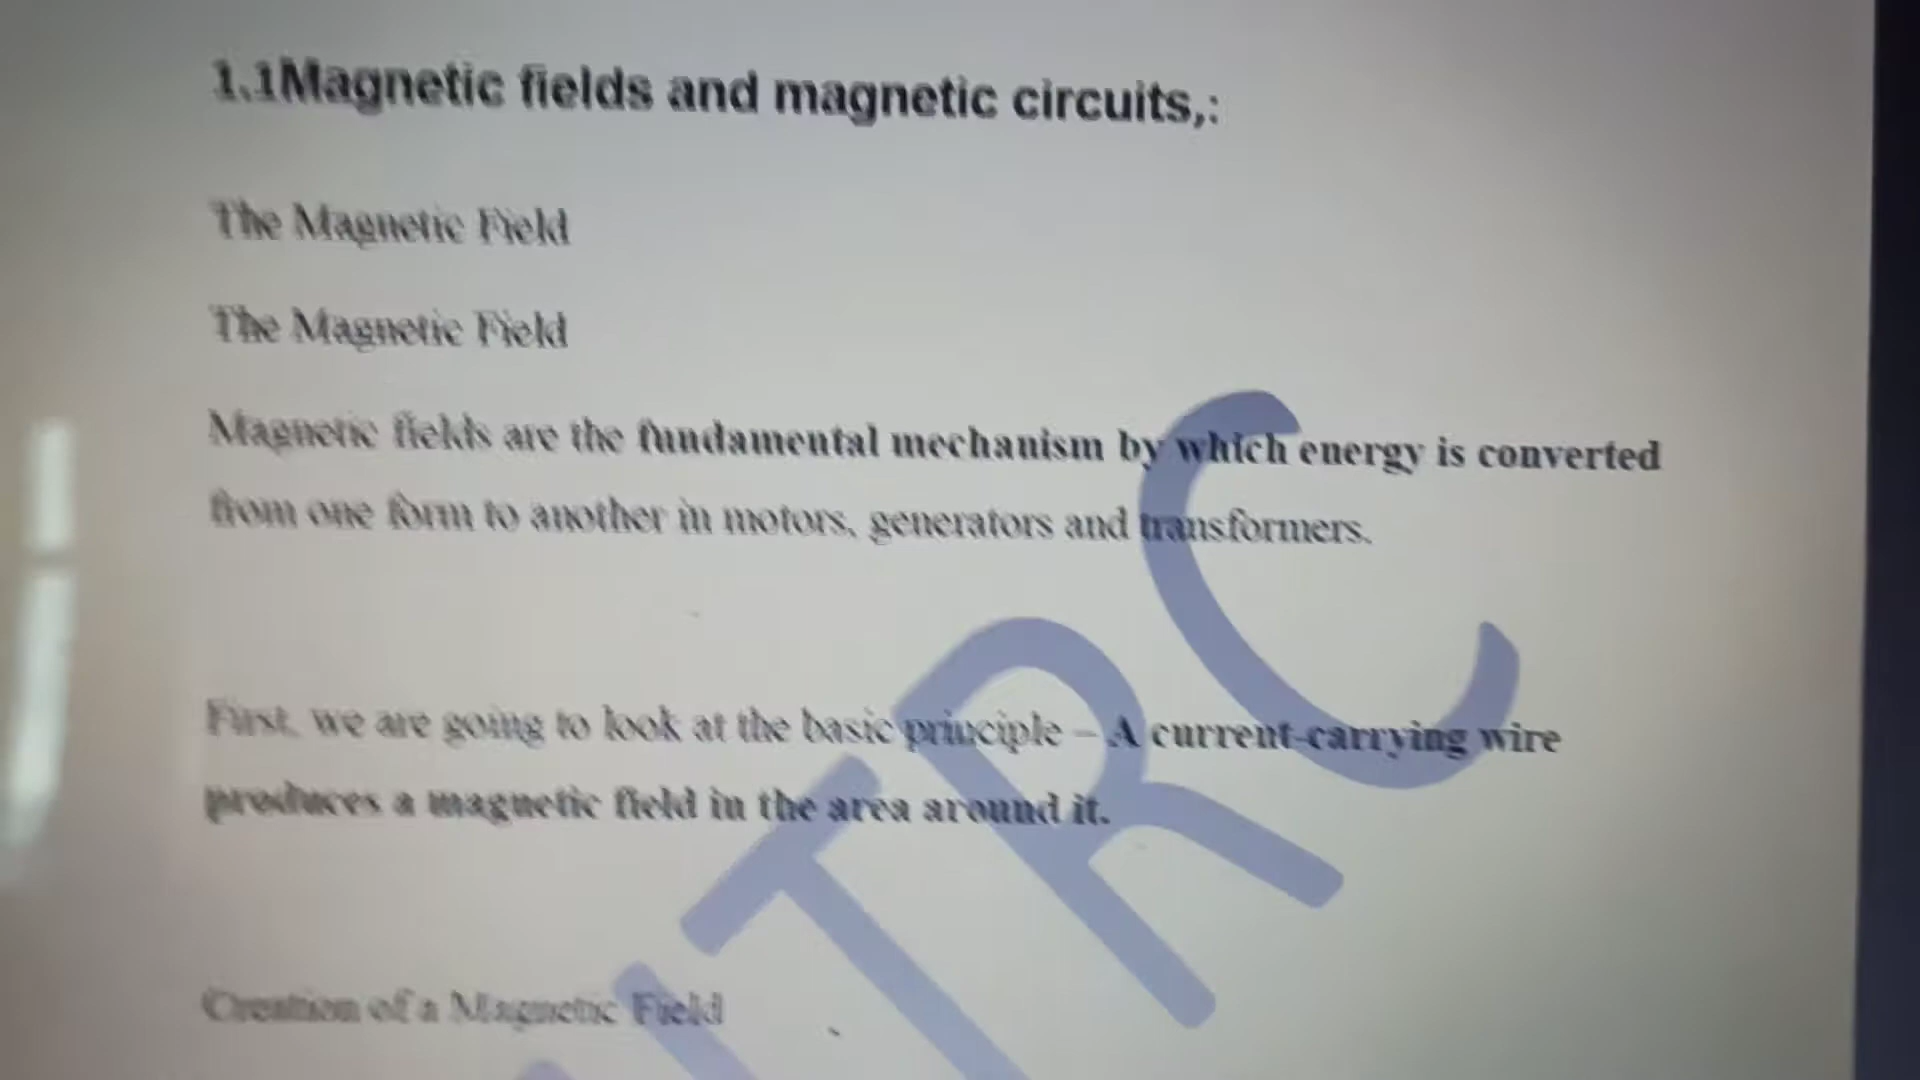 1.1Magnetic fields and magnetic circuits,:
The Magnetic Field
The Magnetic Field
Magnetic fields are the fundamental mechanism by which energy is converted
from one form to another in motors, generators and transformers.
First, we are going to look at the basic principle – A current-carrying wire
produces a magnetic field in the area around it.
Creation of a Magnetic Field
TRC